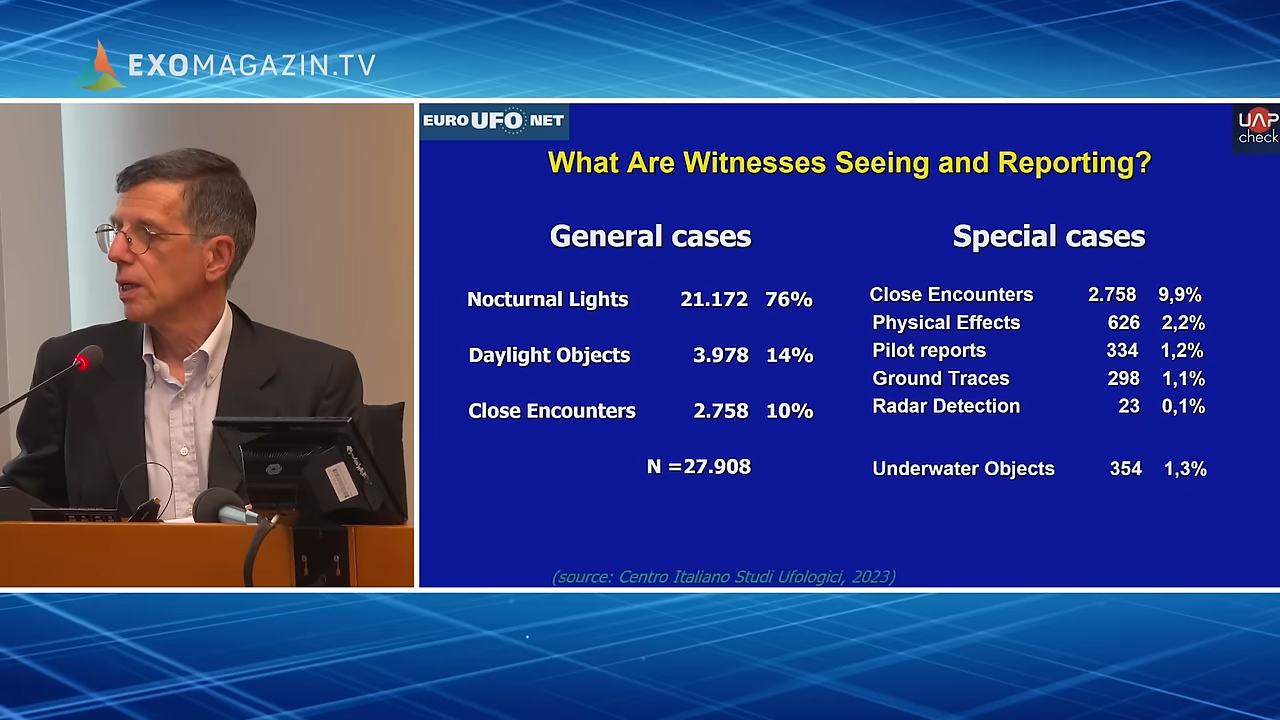 EXOMAGAZIN.TV
EURO UFO NET
UAP
check
What Are Witnesses Seeing and Reporting?
General cases
Nocturnal Lights 21.172 76%
Daylight Objects 3.978 14%
Close Encounters 2.758 10%
N =27.908
Special cases
Close Encounters 2.758 9,9%
Physical Effects 626 2,2%
Pilot reports 334 1,2%
Ground Traces 298 1,1%
Radar Detection 23 0,1%
Underwater Objects 354 1,3%
(source: Centro Italiano Studi Ufologici, 2023)